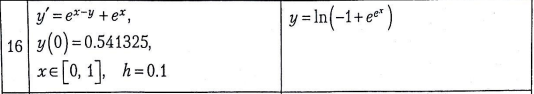 16
y′ = e^{x−y} + e^x,
y(0) = 0.541325,
x ∈ [0, 1],   h = 0.1
y = ln(−1 + e^{e^x})